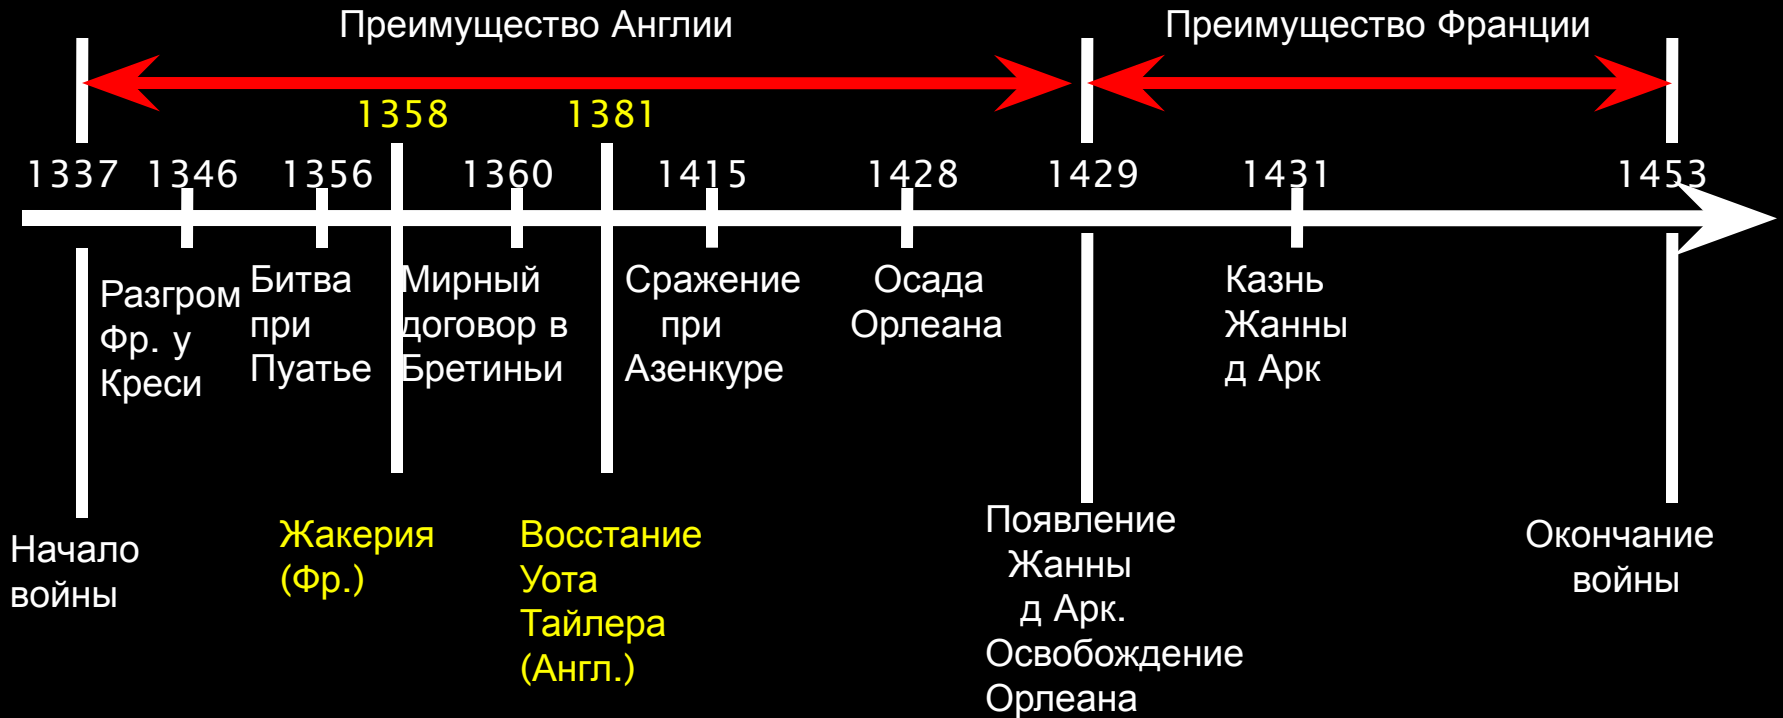 Преимущество Англии
Преимущество Франции
1358
1381
1337
1346
1356
1360
1415
1428
1429
1431
1453
Разгром
Фр. у
Креси
Битва
при
Пуатье
Мирный
договор в
Бретиньи
Сражение
при
Азенкуре
Осада
Орлеана
Казнь
Жанны
д Арк
Начало
войны
Жакерия
(Фр.)
Восстание
Уота
Тайлера
(Англ.)
Появление
Жанны
д Арк.
Освобождение
Орлеана
Окончание
войны